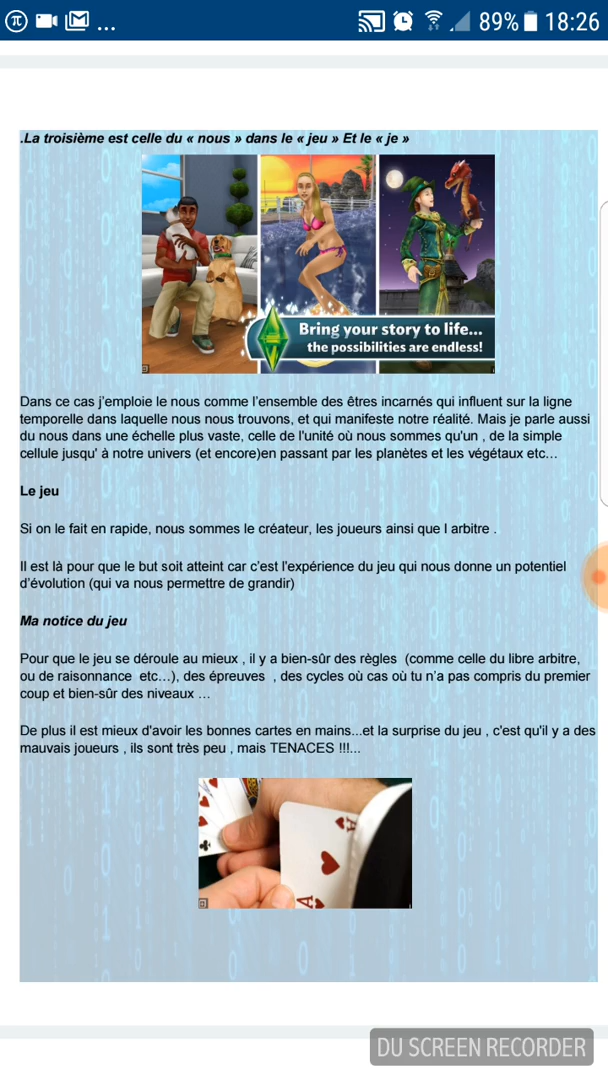 ... 89% 18:26
.La troisième est celle du « nous » dans le « jeu » Et le « je »
Bring your story to life...
the possibilities are endless!
Dans ce cas j'emploie le nous comme l'ensemble des êtres incarnés qui influent sur la ligne
temporelle dans laquelle nous nous trouvons, et qui manifeste notre réalité. Mais je parle aussi
du nous dans une échelle plus vaste, celle de l'unité où nous sommes qu'un , de la simple
cellule jusqu' à notre univers (et encore)en passant par les planètes et les végétaux etc...
Le jeu
Si on le fait en rapide, nous sommes le créateur, les joueurs ainsi que l arbitre .
Il est là pour que le but soit atteint car c'est l'expérience du jeu qui nous donne un potentiel
d'évolution (qui va nous permettre de grandir)
Ma notice du jeu
Pour que le jeu se déroule au mieux , il y a bien-sûr des règles (comme celle du libre arbitre,
ou de raisonnance etc...), des épreuves , des cycles où cas où tu n'a pas compris du premier
coup et bien-sûr des niveaux ...
De plus il est mieux d'avoir les bonnes cartes en mains...et la surprise du jeu , c'est qu'il y a des
mauvais joueurs , ils sont très peu , mais TENACES !!!...
A
A
DU SCREEN RECORDER